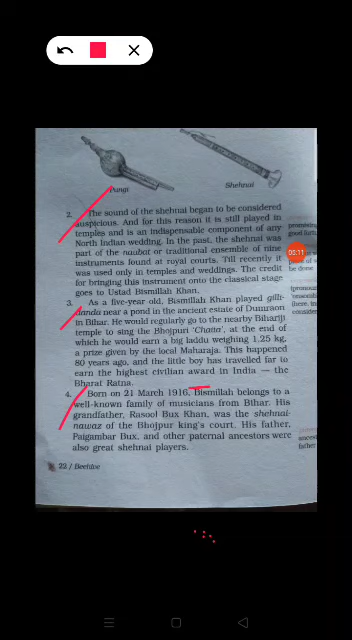 Pungi
Shehnai
2. The sound of the shehnai began to be considered
auspicious. And for this reason it is still played in
temples and is an indispensable component of any
North Indian wedding. In the past, the shehnai was
part of the naubat or traditional ensemble of nine
instruments found at royal courts. Till recently it
was used only in temples and weddings. The credit
for bringing this instrument onto the classical stage
goes to Ustad Bismillah Khan.
3. As a five-year old, Bismillah Khan played gilli-
danda near a pond in the ancient estate of Dumraon
in Bihar. He would regularly go to the nearby Bihariji
temple to sing the Bhojpuri 'Chaita', at the end of
which he would earn a big laddu weighing 1.25 kg,
a prize given by the local Maharaja. This happened
80 years ago, and the little boy has travelled far to
earn the highest civilian award in India — the
Bharat Ratna.
4. Born on 21 March 1916, Bismillah belongs to a
well-known family of musicians from Bihar. His
grandfather, Rasool Bux Khan, was the shehnai-
nawaz of the Bhojpur king's court. His father,
Paigambar Bux, and other paternal ancestors were
also great shehnai players.
22 / Beehive
00:11
be done
father